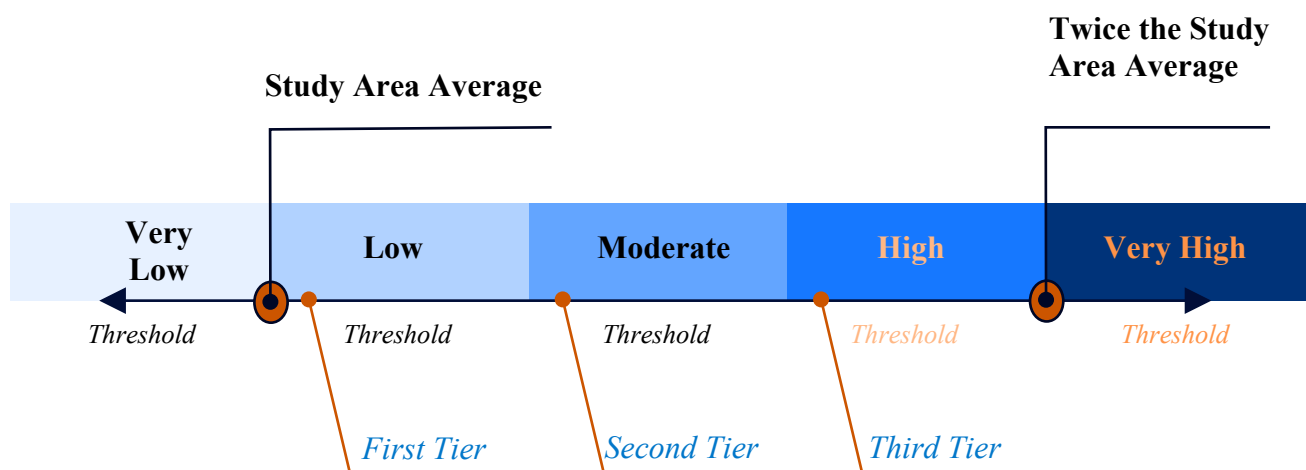 Twice the Study
Area Average
Study Area Average
Very
Low
Low
Moderate
High
Very High
Threshold
Threshold
Threshold
Threshold
Threshold
First Tier
Second Tier
Third Tier